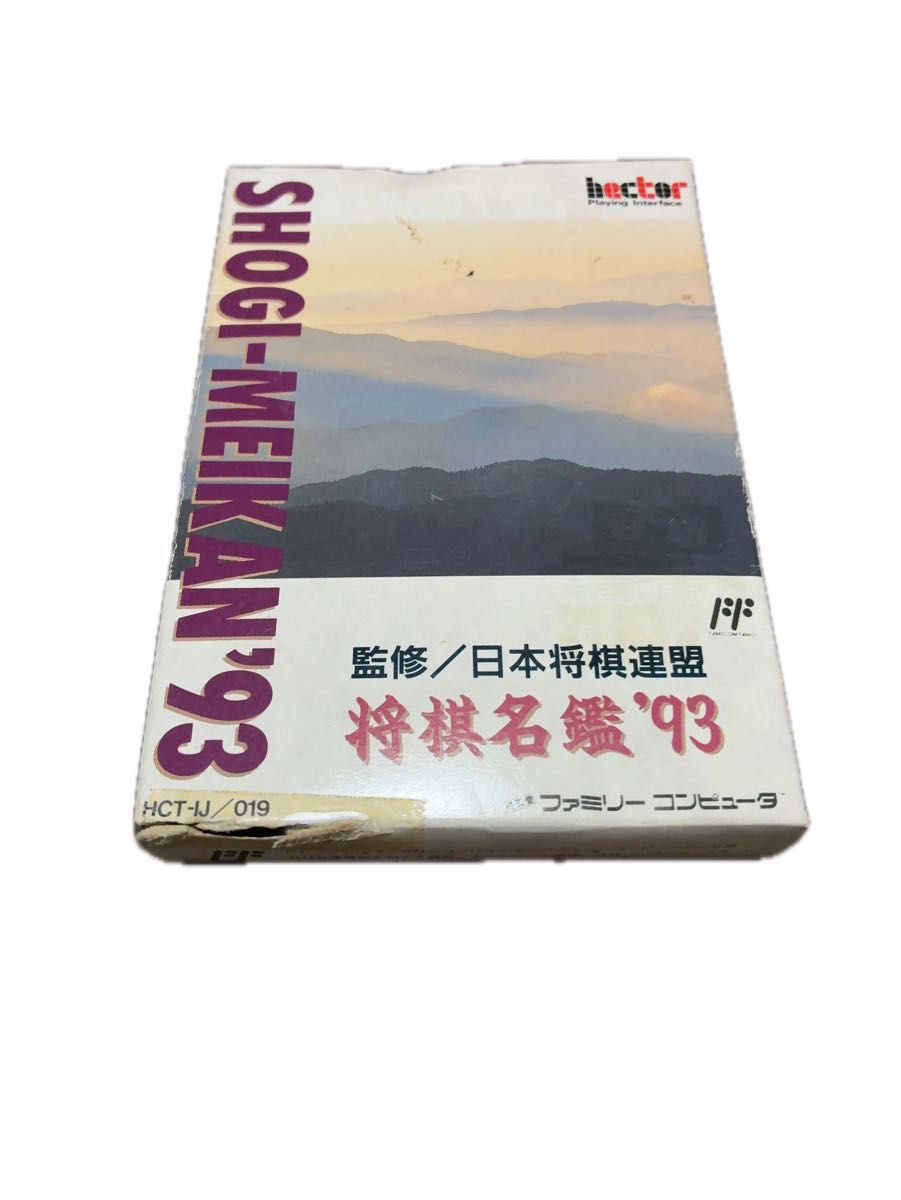 SHOGI-MEIKAN'93
hector
Playing Interface
監修／日本将棋連盟
将棋名鑑'93
HCT-IJ／019
ファミリー コンピュータ